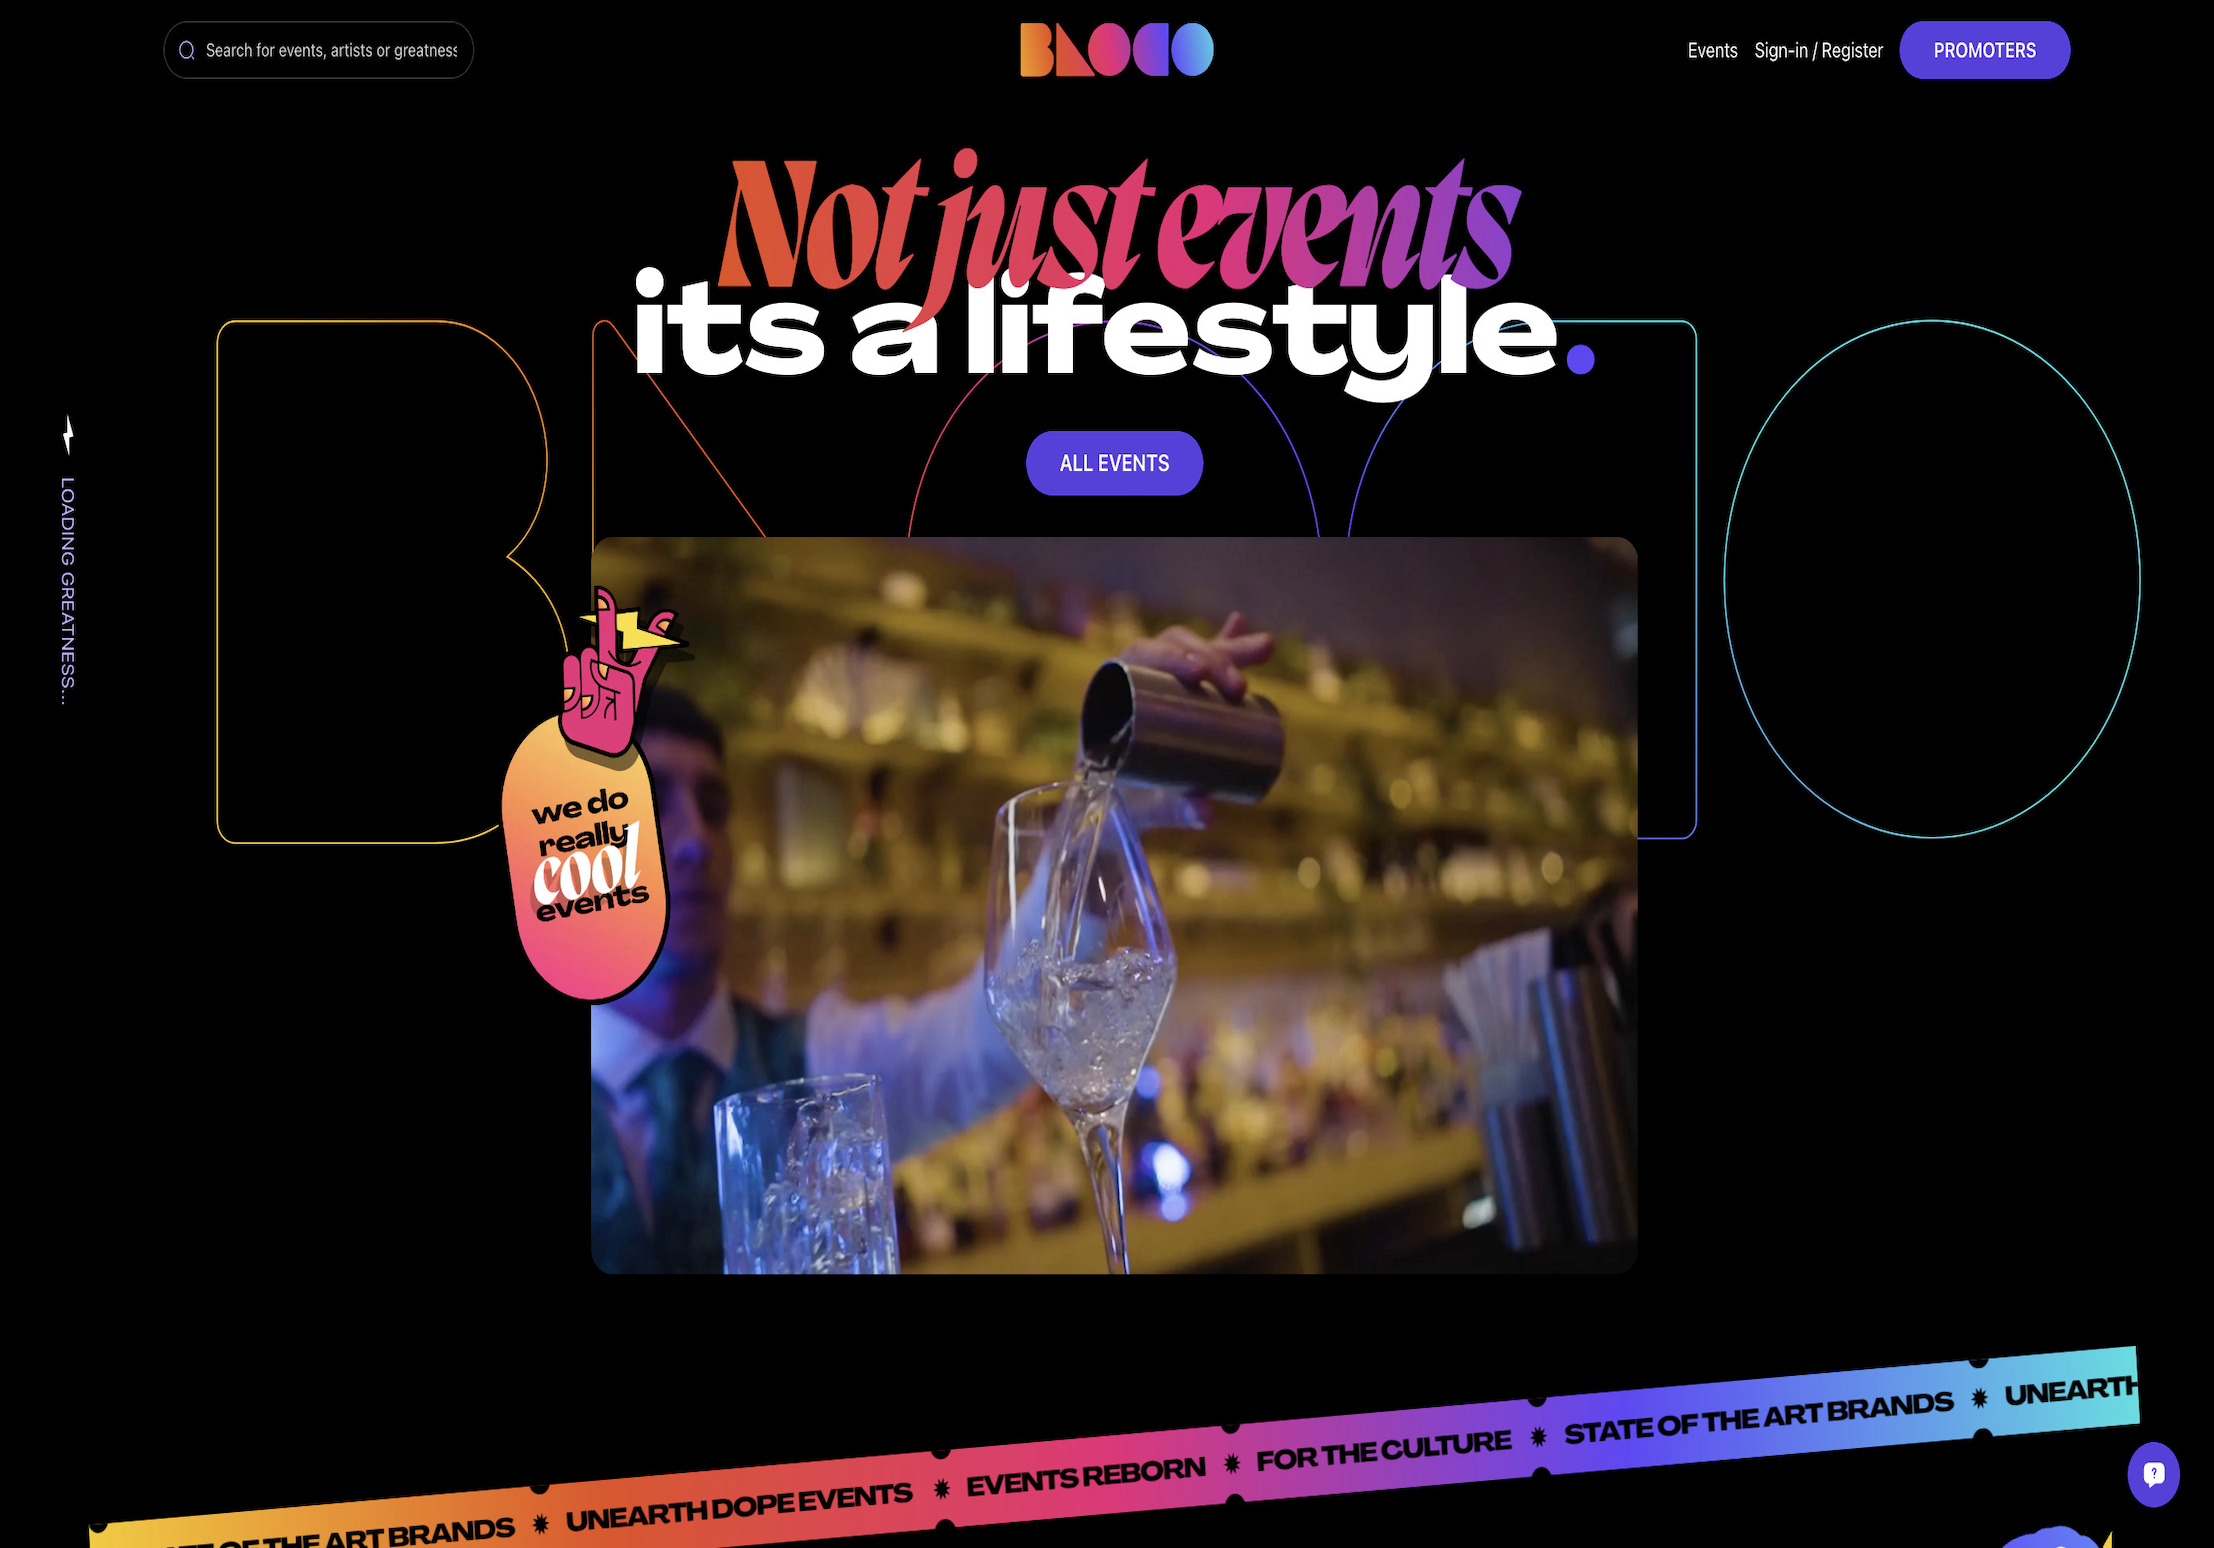 Search for events, artists or greatness
BLOCO
Events
Sign-in / Register
PROMOTERS
Not just events
its a lifestyle.
ALL EVENTS
LOADING GREATNESS...
we do
really
cool
events
OF THE ART BRANDS ✸ UNEARTH DOPE EVENTS ✸ EVENTS REBORN ✸ FOR THE CULTURE ✸ STATE OF THE ART BRANDS ✸ UNEARTH